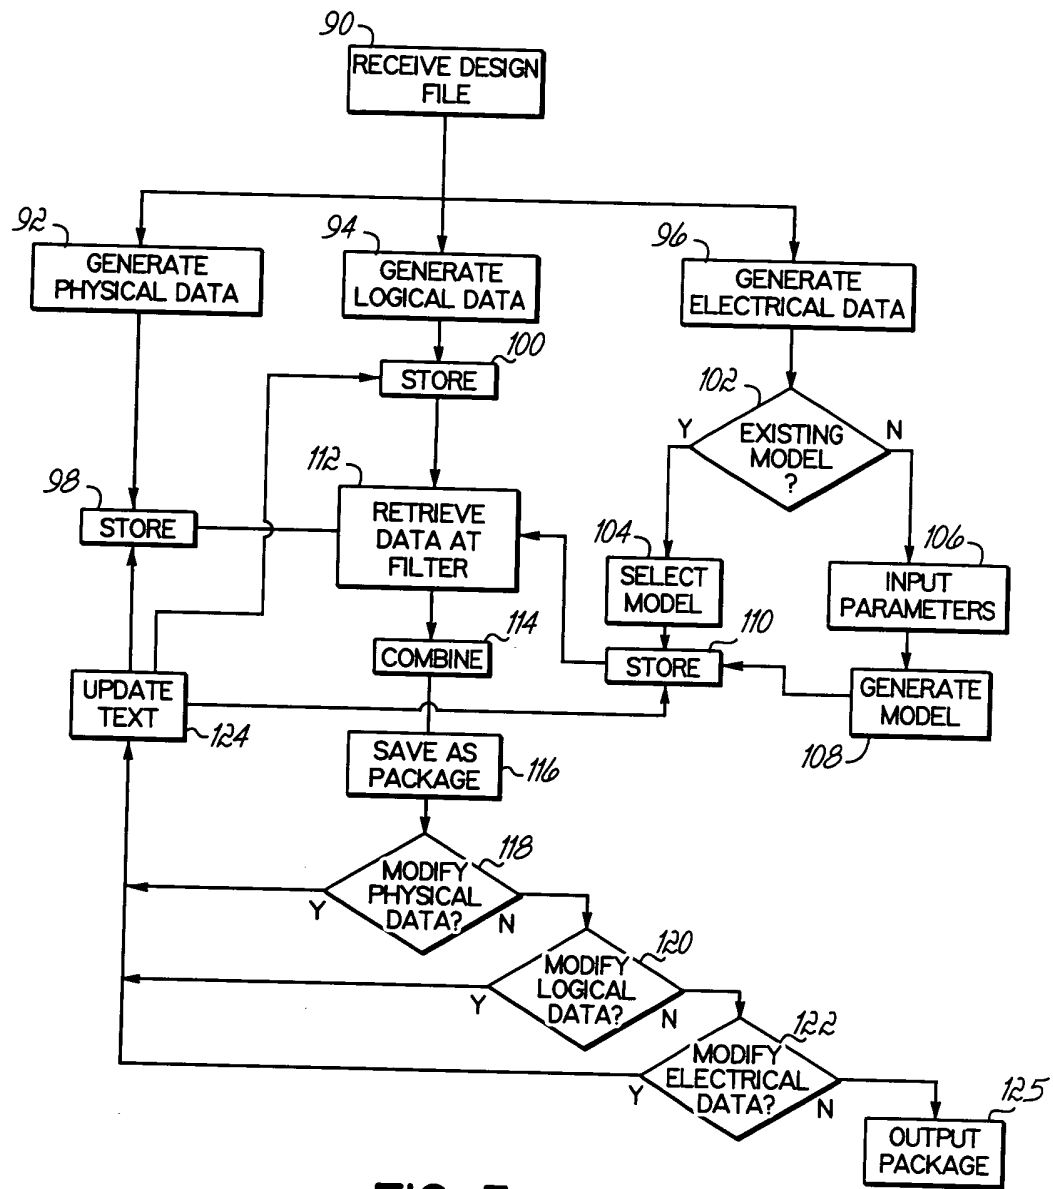 90
RECEIVE DESIGN
FILE
92
GENERATE
PHYSICAL DATA
94
GENERATE
LOGICAL DATA
96
GENERATE
ELECTRICAL DATA
100
STORE
102
EXISTING
MODEL
?
Y
N
98
STORE
112
RETRIEVE
DATA AT
FILTER
104
SELECT
MODEL
106
INPUT
PARAMETERS
114
COMBINE
110
STORE
GENERATE
MODEL
108
UPDATE
TEXT
124
SAVE AS
PACKAGE
116
118
MODIFY
PHYSICAL
DATA?
Y
N
120
MODIFY
LOGICAL
DATA?
Y
N
122
MODIFY
ELECTRICAL
DATA?
Y
N
125
OUTPUT
PACKAGE